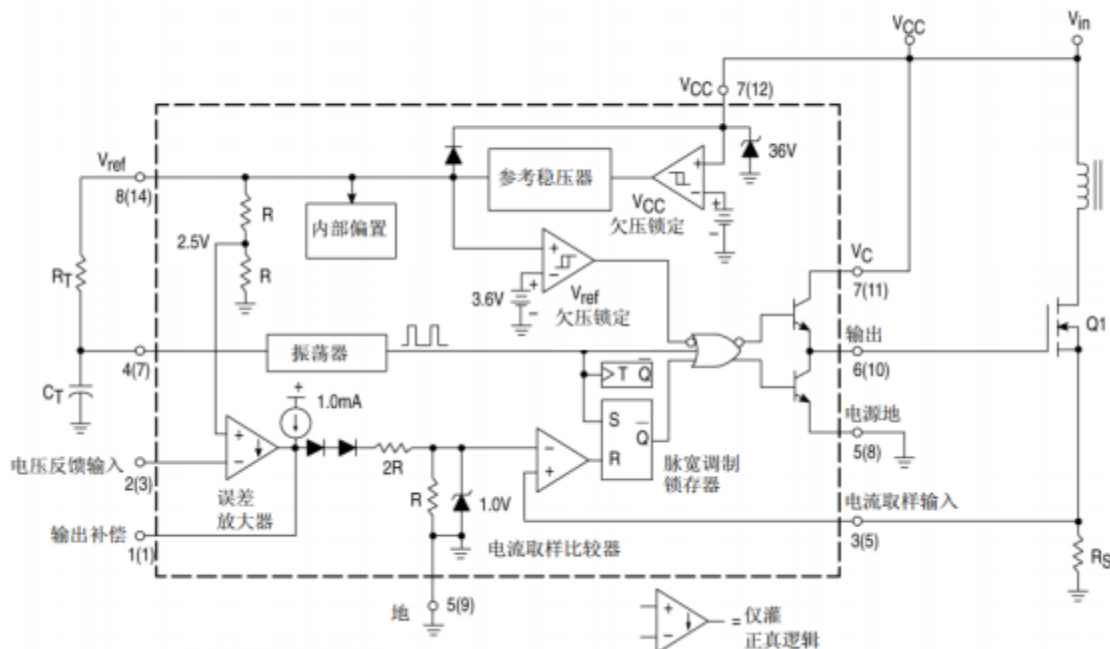 VCC
Vin
VCC 7(12)
Vref
8(14)
36V
参考稳压器
VCC
欠压锁定
R
内部偏置
2.5V
R
RT
3.6V
Vref
欠压锁定
VC
7(11)
Q1
输出
6(10)
振荡器
4(7)
CT
T Q
1.0mA
S
Q
R
电源地
5(8)
脉宽调制
锁存器
电压反馈输入
2(3)
2R
R
1.0V
误差
放大器
电流取样输入
3(5)
输出补偿
1(1)
电流取样比较器
RS
地
5(9)
= 仅灌
正真逻辑